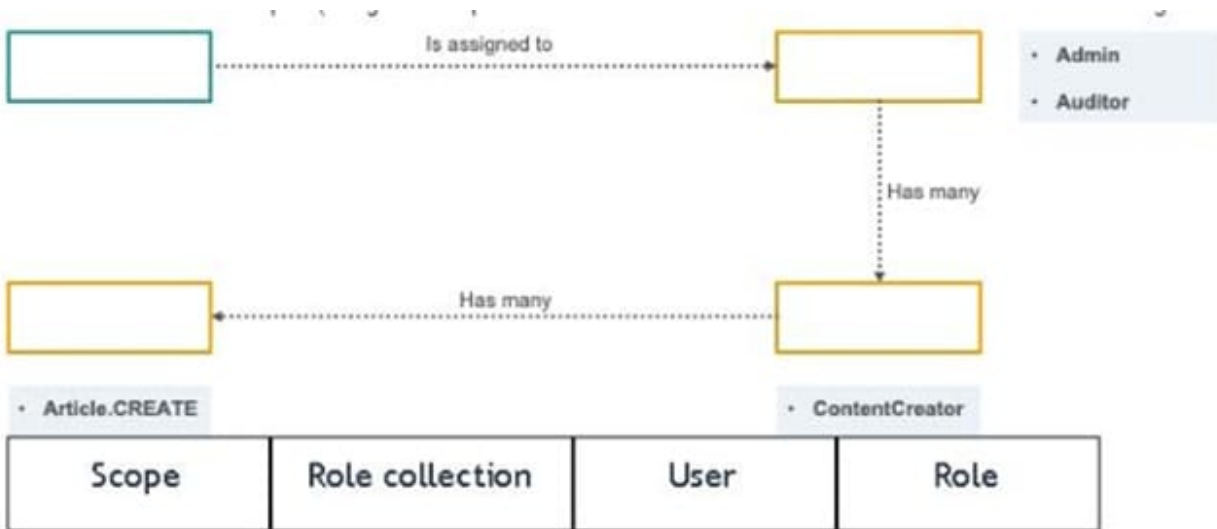 Is assigned to
• Admin
• Auditor
Has many
Has many
• Article.CREATE
• ContentCreator
Scope
Role collection
User
Role